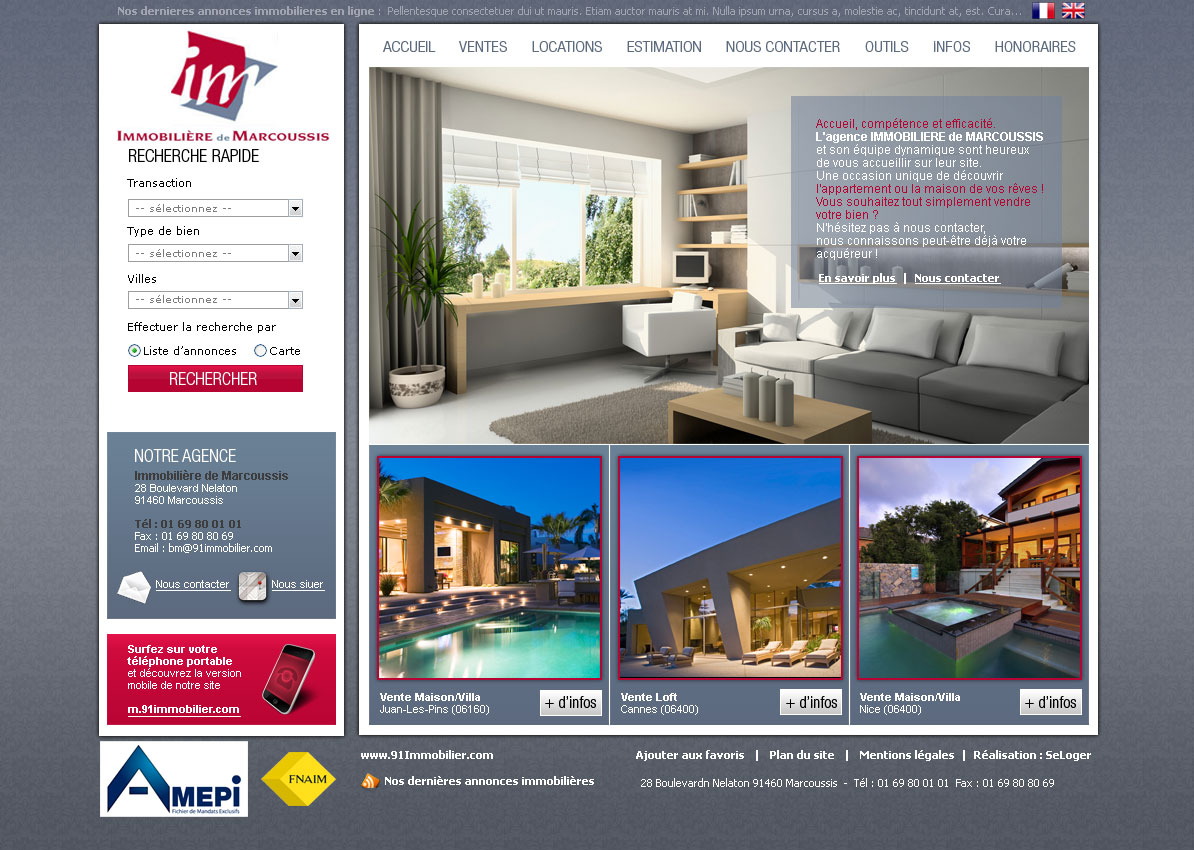 Nos dernieres annonces immobilieres en ligne : Pellentesque consectetuer dui ut mauris. Etiam auctor mauris at mi. Nulla ipsum urna, cursus a, molestie ac, tincidunt at, est. Cura...
im
IMMOBILIÈRE de MARCOUSSIS
RECHERCHE RAPIDE
Transaction
-- sélectionnez --
Type de bien
-- sélectionnez --
Villes
-- sélectionnez --
Effectuer la recherche par
Liste d'annonces Carte
RECHERCHER
NOTRE AGENCE
Immobilière de Marcoussis
28 Boulevard Nelaton
91460 Marcoussis
Tél : 01 69 80 01 01
Fax : 01 69 80 80 69
Email : bm@91immobilier.com
Nous contacter Nous siuer
Surfez sur votre
téléphone portable
et découvrez la version
mobile de notre site
m.91immobilier.com
AMEPI
Fichier de Mandats Exclusifs
FNAIM
ACCUEIL VENTES LOCATIONS ESTIMATION NOUS CONTACTER OUTILS INFOS HONORAIRES
Accueil, compétence et efficacité.
L'agence IMMOBILIERE de MARCOUSSIS
et son équipe dynamique sont heureux
de vous accueillir sur leur site.
Une occasion unique de découvrir
l'appartement ou la maison de vos rêves !
Vous souhaitez tout simplement vendre
votre bien ?
N'hésitez pas à nous contacter,
nous connaissons peut-être déjà votre
acquéreur !
En savoir plus | Nous contacter
Vente Maison/Villa
Juan-Les-Pins (06160)
+ d'infos
Vente Loft
Cannes (06400)
+ d'infos
Vente Maison/Villa
Nice (06400)
+ d'infos
www.91Immobilier.com
Nos dernières annonces immobilières
Ajouter aux favoris | Plan du site | Mentions légales | Réalisation : SeLoger
28 Boulevardn Nelaton 91460 Marcoussis - Tél : 01 69 80 01 01 Fax : 01 69 80 80 69